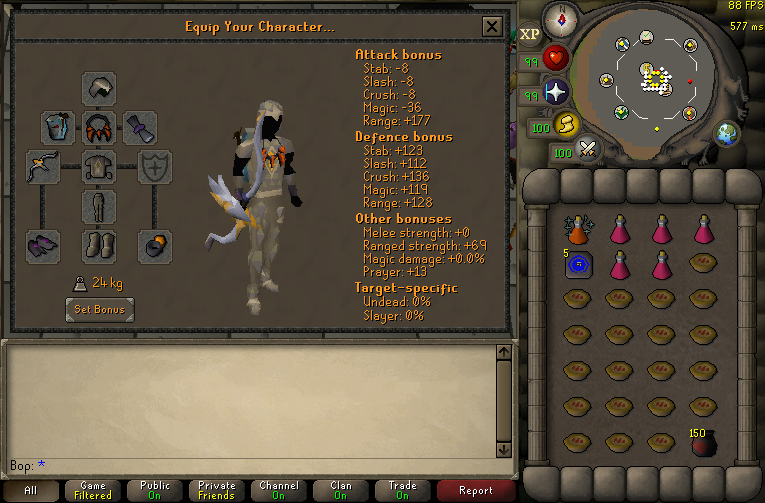 Equip Your Character...
Attack bonus
Stab: -8
Slash: -8
Crush: -8
Magic: -36
Range: +177
Defence bonus
Stab: +123
Slash: +112
Crush: +136
Magic: +119
Range: +128
Other bonuses
Melee strength: +0
Ranged strength: +69
Magic damage: +0.0%
Prayer: +13
Target-specific
Undead: 0%
Slayer: 0%
24 kg
Set Bonus
88 FPS
577 ms
XP
N
99
99
100
100
5
150
Bop: *
All
Game
Filtered
Public
On
Private
Friends
Channel
On
Clan
On
Trade
On
Report